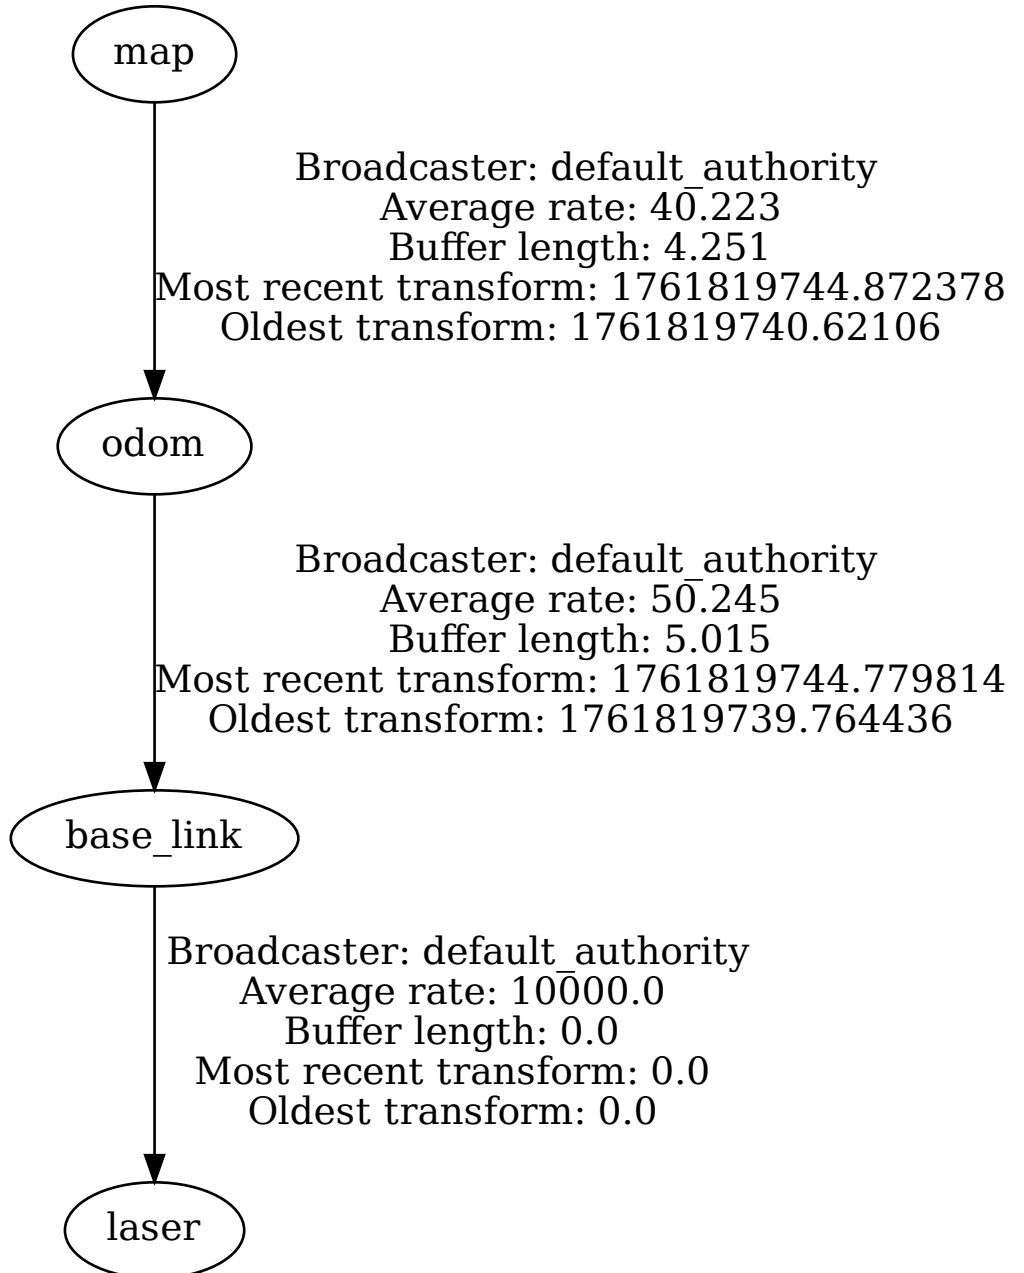 map
Broadcaster: default_authority
Average rate: 40.223
Buffer length: 4.251
Most recent transform: 1761819744.872378
Oldest transform: 1761819740.62106
odom
Broadcaster: default_authority
Average rate: 50.245
Buffer length: 5.015
Most recent transform: 1761819744.779814
Oldest transform: 1761819739.764436
base_link
Broadcaster: default_authority
Average rate: 10000.0
Buffer length: 0.0
Most recent transform: 0.0
Oldest transform: 0.0
laser